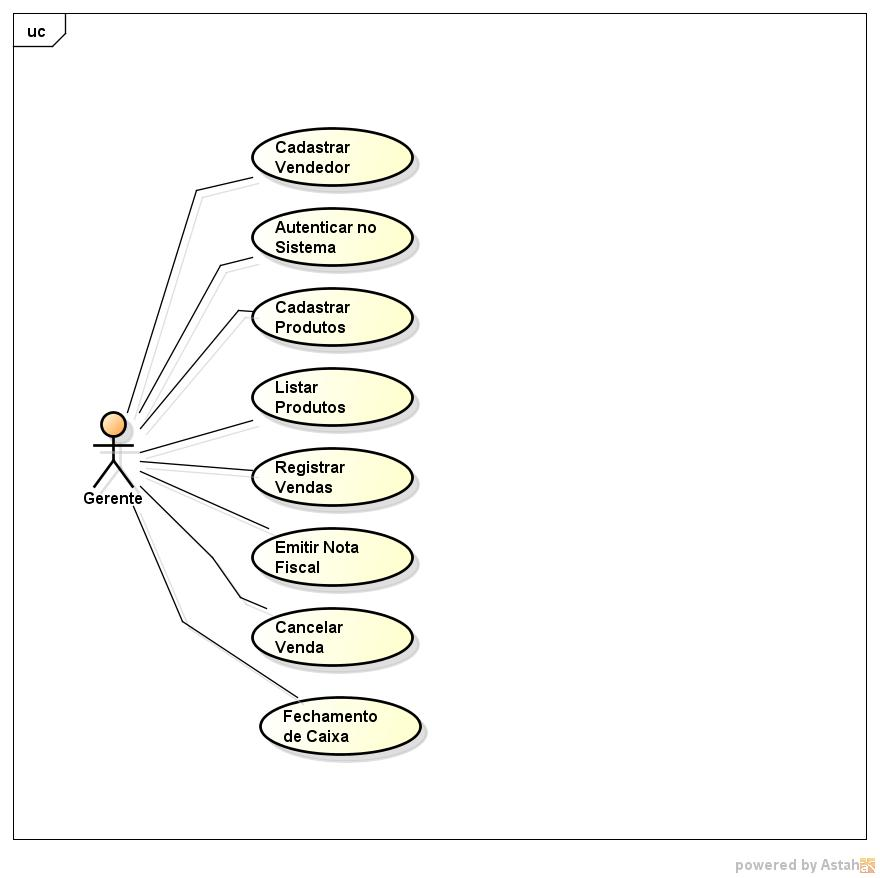 uc
Cadastrar
Vendedor
Autenticar no
Sistema
Cadastrar
Produtos
Listar
Produtos
Registrar
Vendas
Gerente
Emitir Nota
Fiscal
Cancelar
Venda
Fechamento
de Caixa
powered by Astah